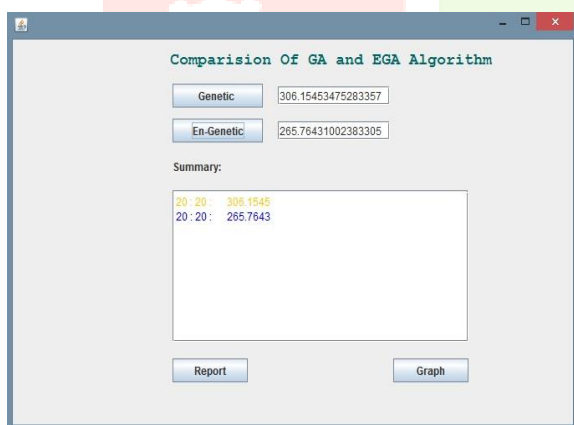 Comparision Of GA and EGA Algorithm
Genetic 306.15453475283357
En-Genetic 265.76431002383305
Summary:
20 : 20 : 306.1545
20 : 20 : 265.7643
Report Graph